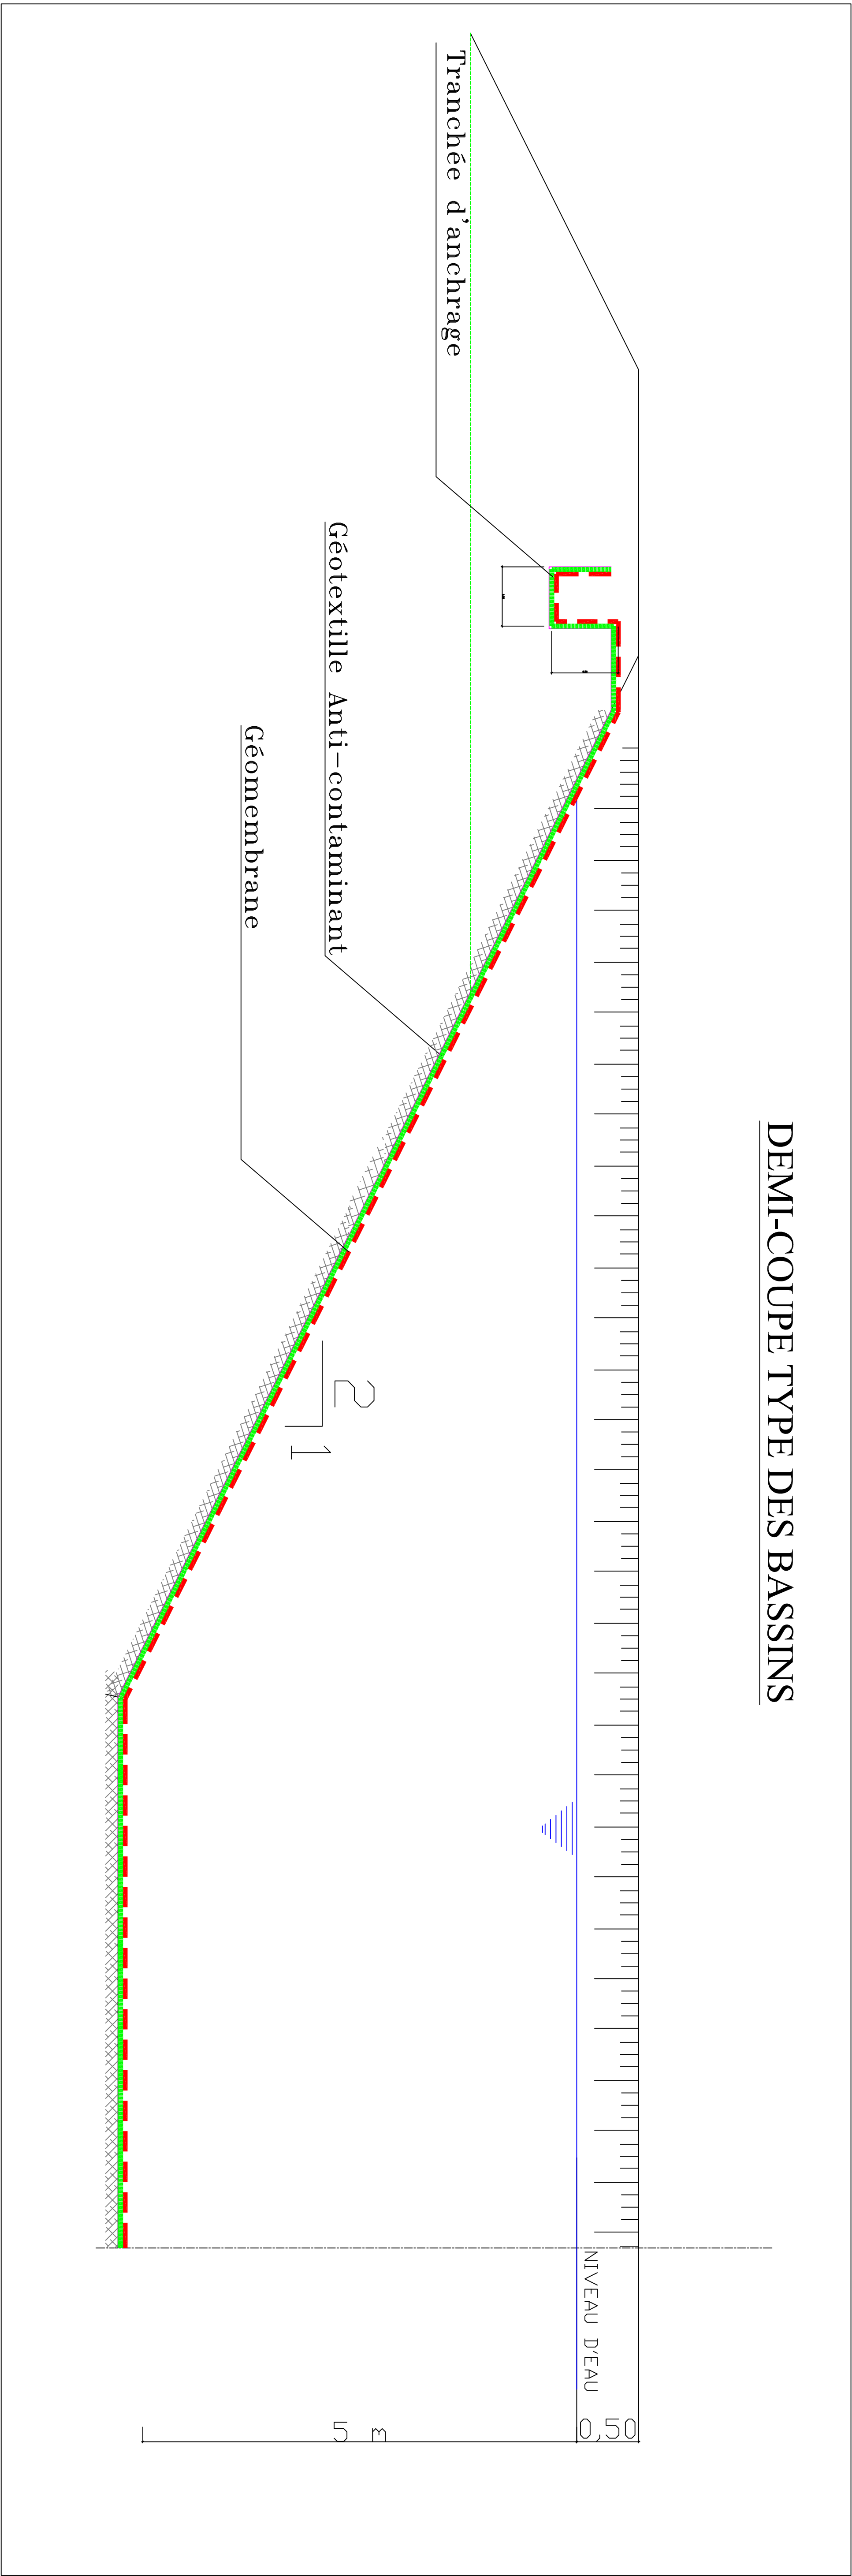 DEMI-COUPE TYPE DES BASSINS
Tranchée d'anchrage
Géotextille Anti-contaminant
Géomembrane
2
1
NIVEAU D'EAU
0,50
5 m